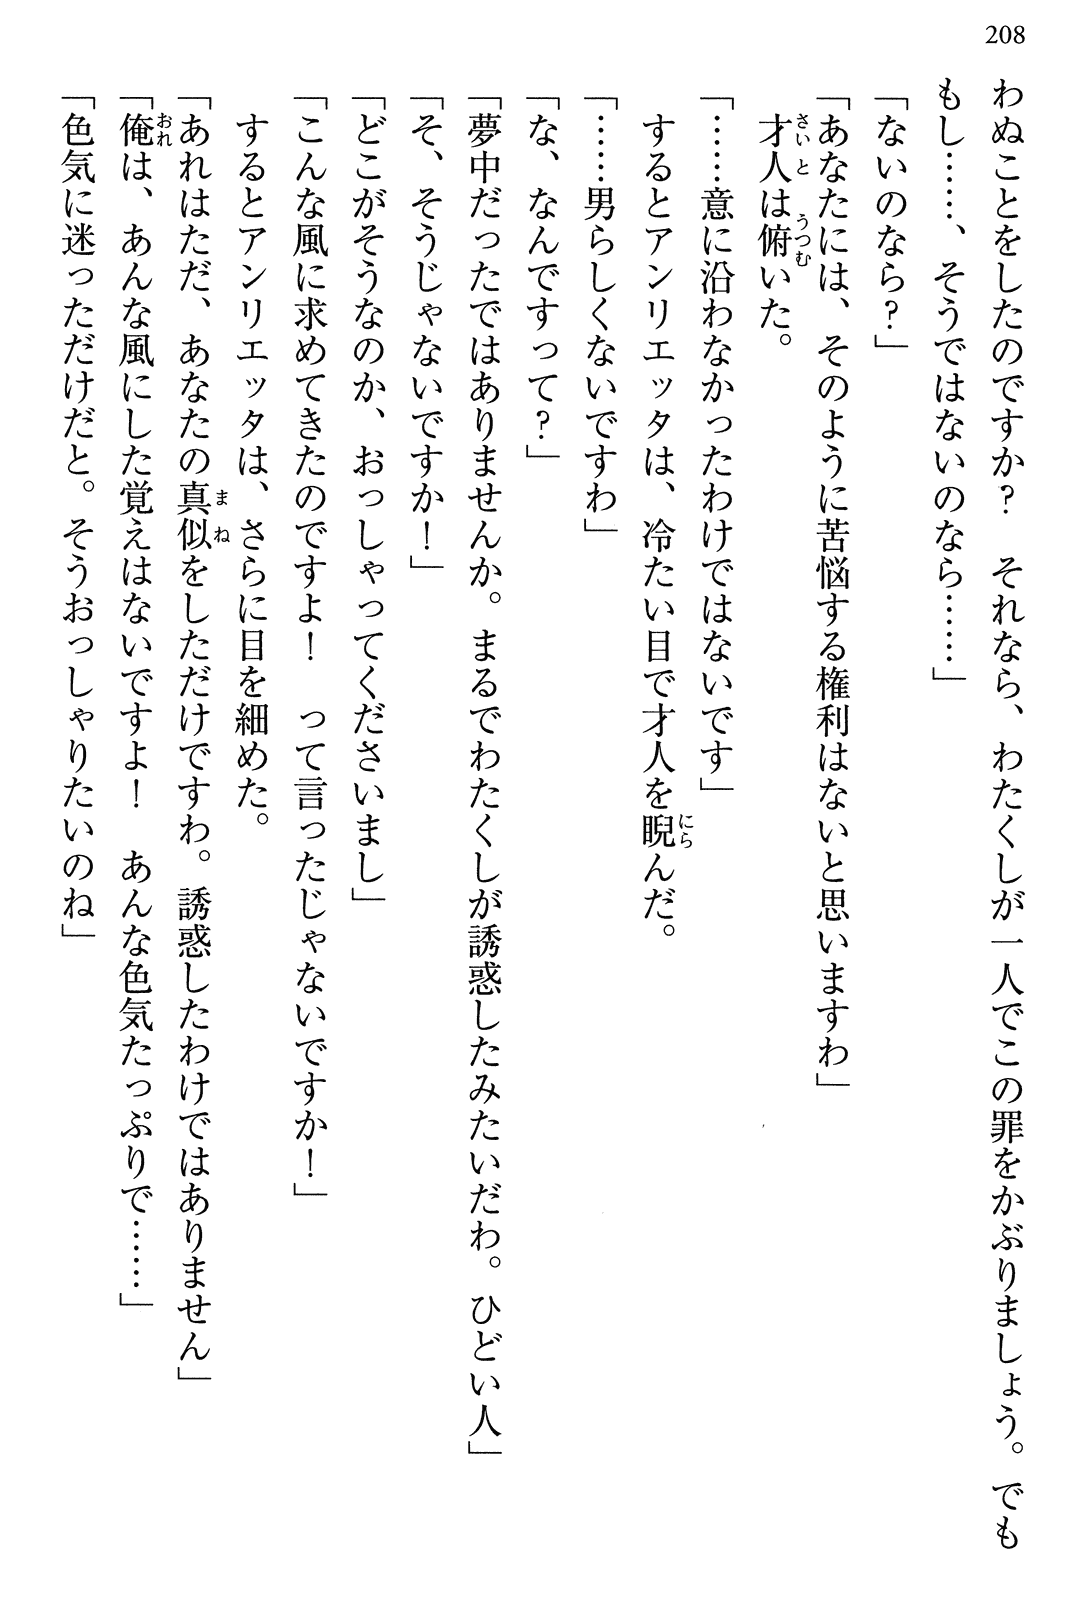 208
わぬことをしたのですか？　それなら、わたくしが一人でこの罪をかぶりましょう。でも
もし……、そうではないのなら……」
「ないのなら？」
「あなたには、そのように苦悩する権利はないと思いますわ」
才人は俯いた。
「……意に沿わなかったわけではないです」
するとアンリエッタは、冷たい目で才人を睨んだ。
「……男らしくないですわ」
「な、なんですって？」
「夢中だったではありませんか。まるでわたくしが誘惑したみたいだわ。ひどい人」
「そ、そうじゃないですか！」
「どこがそうなのか、おっしゃってくださいまし」
「こんな風に求めてきたのですよ！　って言ったじゃないですか！」
するとアンリエッタは、さらに目を細めた。
「あれはただ、あなたの真似をしただけですわ。誘惑したわけではありません」
「俺は、あんな風にした覚えはないですよ！　あんな色気たっぷりで……」
「色気に迷っただけだと。そうおっしゃりたいのね」